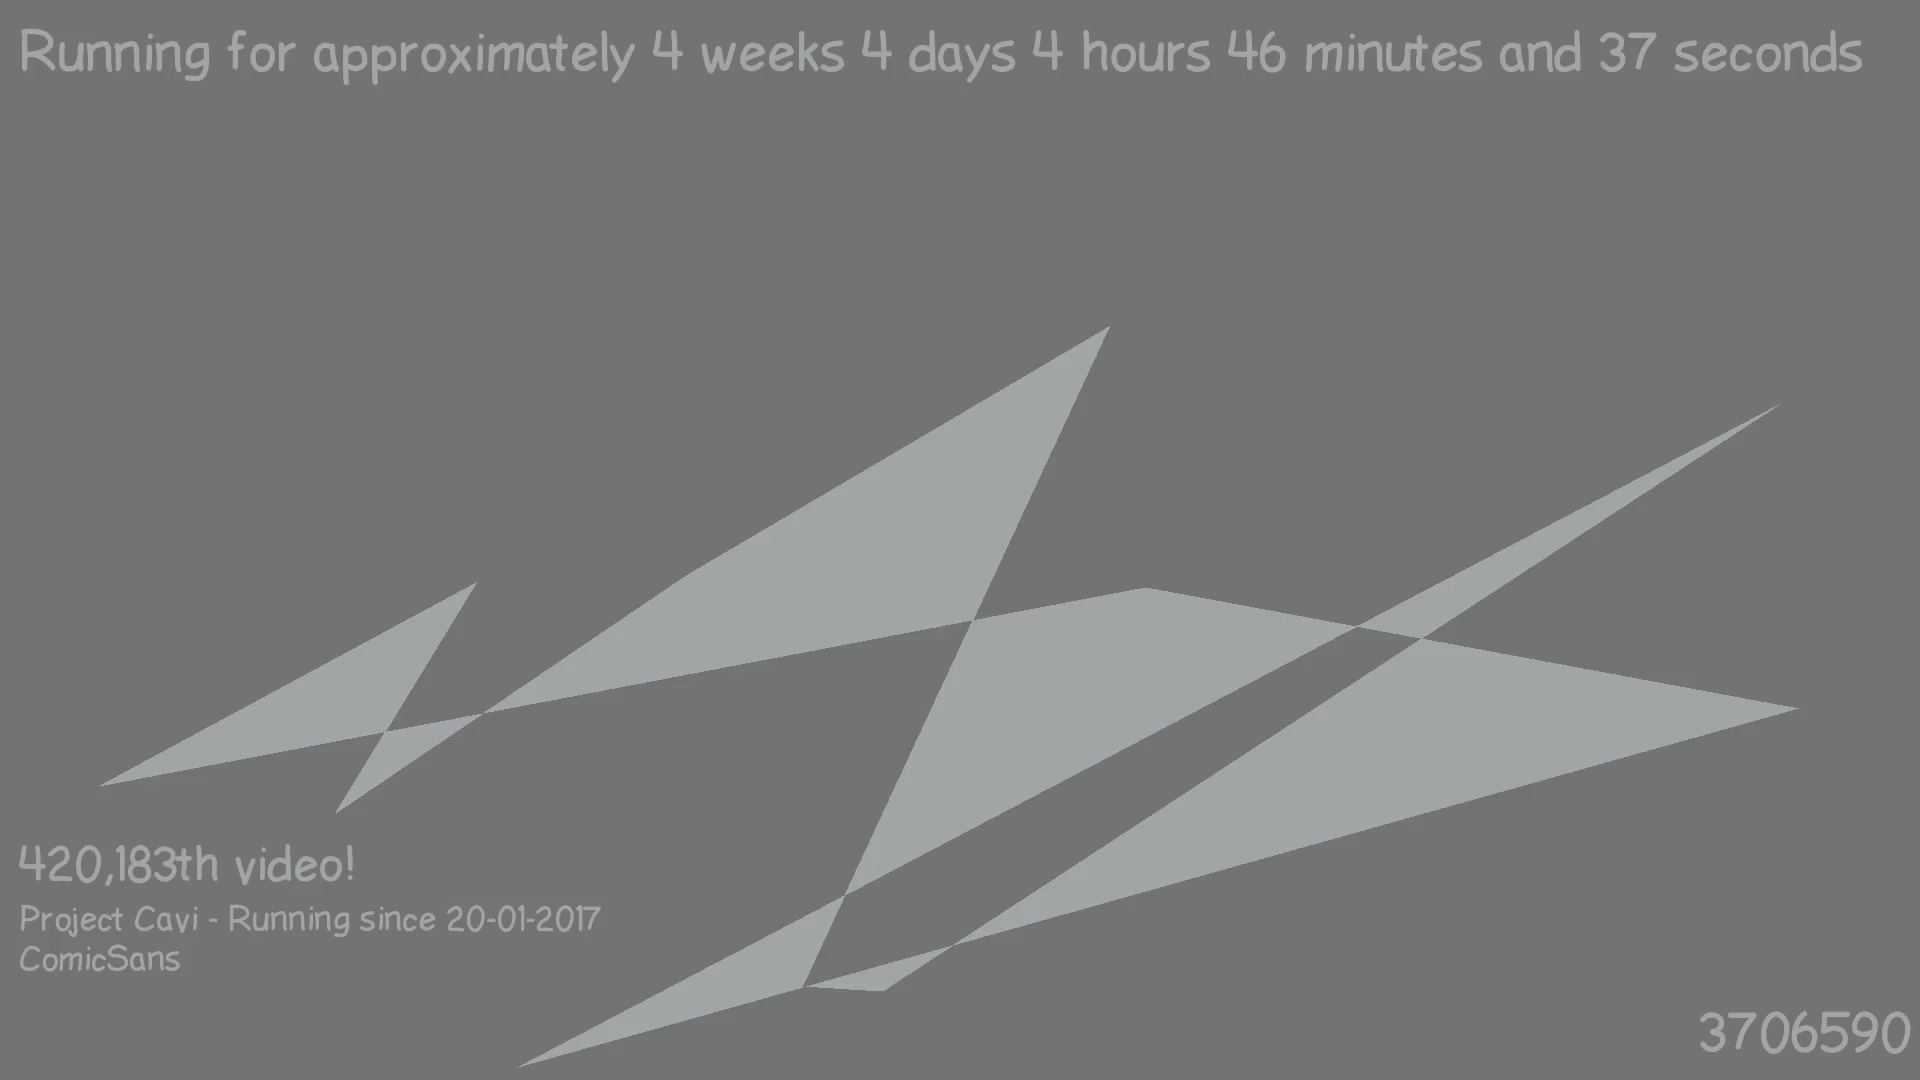 Running for approximately 4 weeks 4 days 4 hours 46 minutes and 37 seconds
420,183th video!
Project Cavi - Running since 20-01-2017
ComicSans
3706590